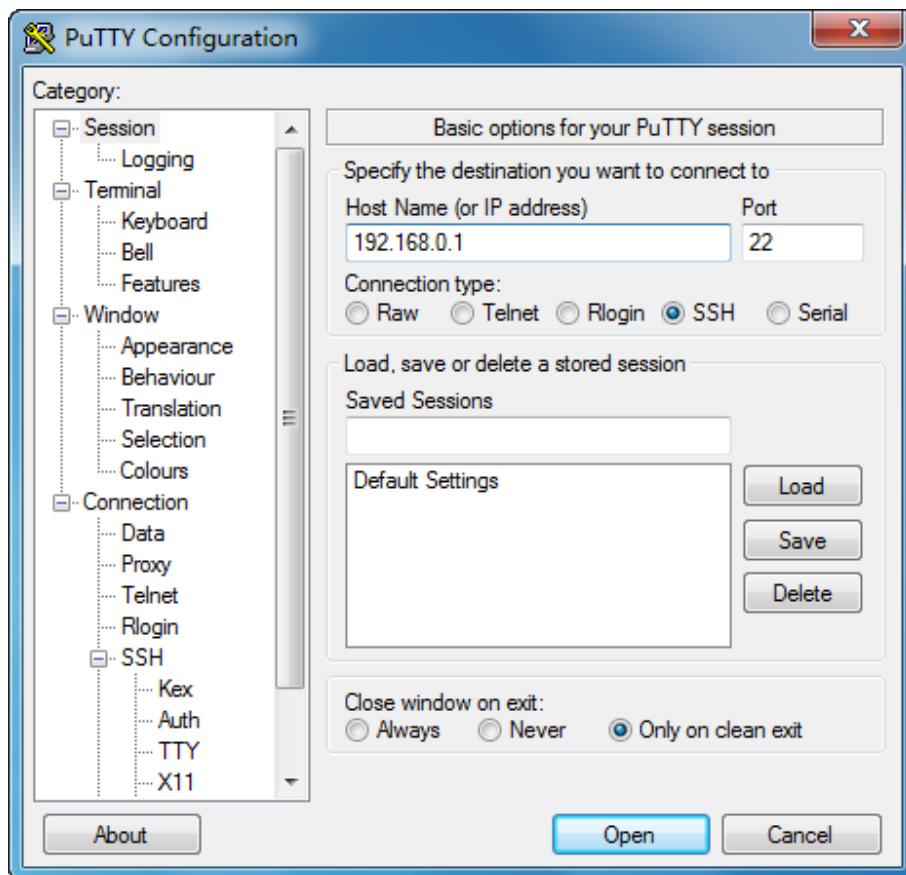 PuTTY Configuration
Category:
Session
Logging
Terminal
Keyboard
Bell
Features
Window
Appearance
Behaviour
Translation
Selection
Colours
Connection
Data
Proxy
Telnet
Rlogin
SSH
Kex
Auth
TTY
X11
Basic options for your PuTTY session
Specify the destination you want to connect to
Host Name (or IP address) Port
192.168.0.1 22
Connection type:
Raw Telnet Rlogin SSH Serial
Load, save or delete a stored session
Saved Sessions
Default Settings
Load
Save
Delete
Close window on exit:
Always Never Only on clean exit
About Open Cancel